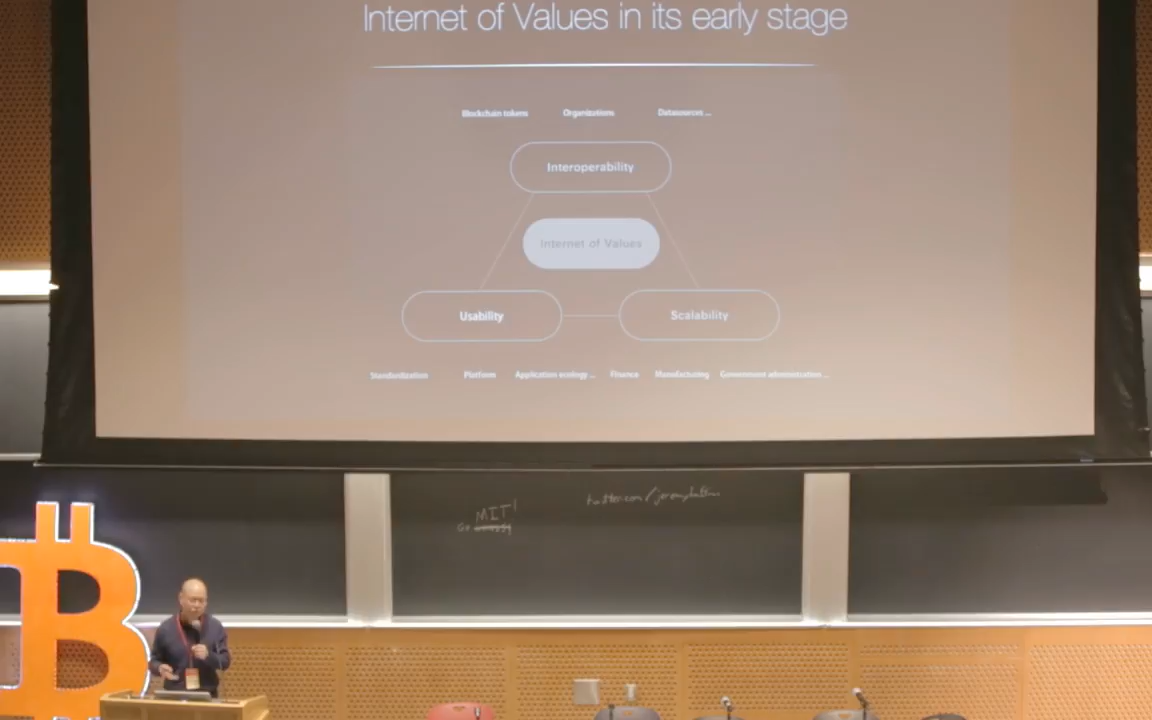 Internet of Values in its early stage
Blockchain tokens Organizations Datasources ...
Interoperability
Internet of Values
Usability Scalability
Standardization Platform Application ecology ... Finance Manufacturing Government administration ...
MIT!
Go